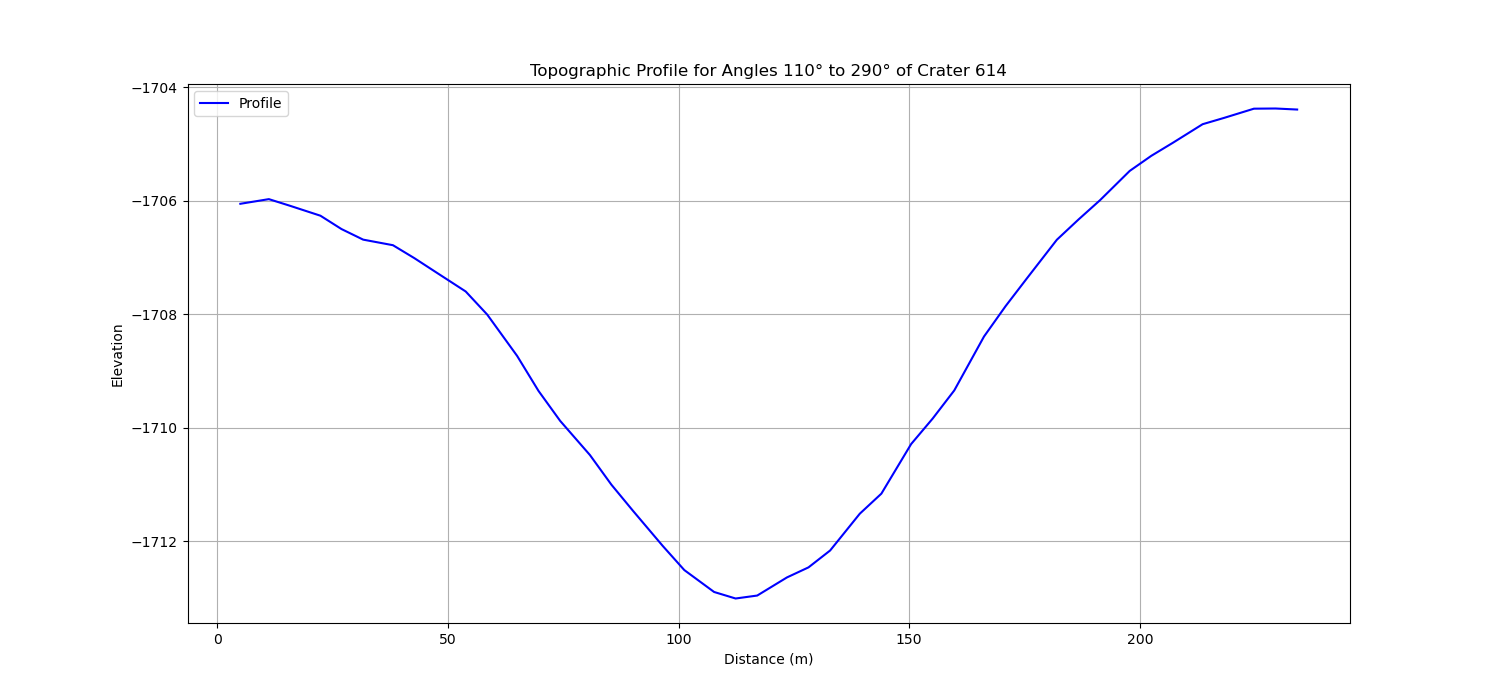 Topographic Profile for Angles 110° to 290° of Crater 614
Profile
−1704
−1706
−1708
−1710
−1712
Elevation
0 50 100 150 200
Distance (m)